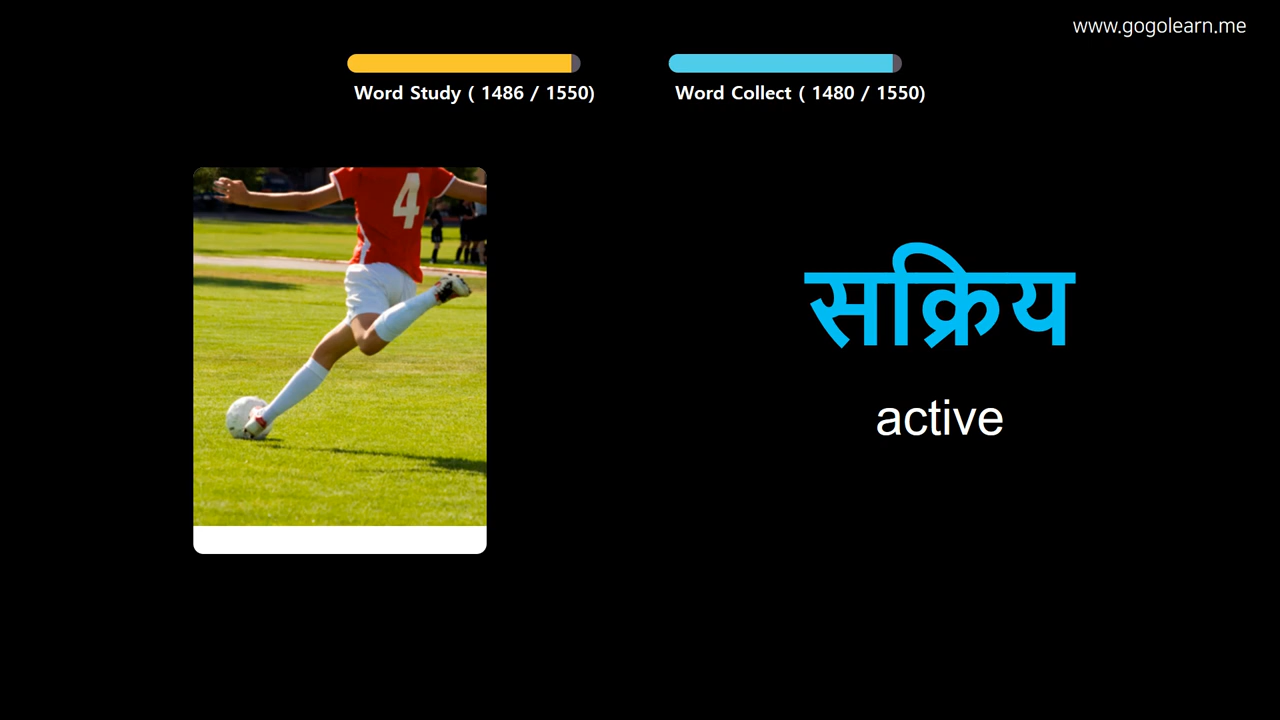 www.gogolearn.me
Word Study ( 1486 / 1550)
Word Collect ( 1480 / 1550)
4
सक्रिय
active